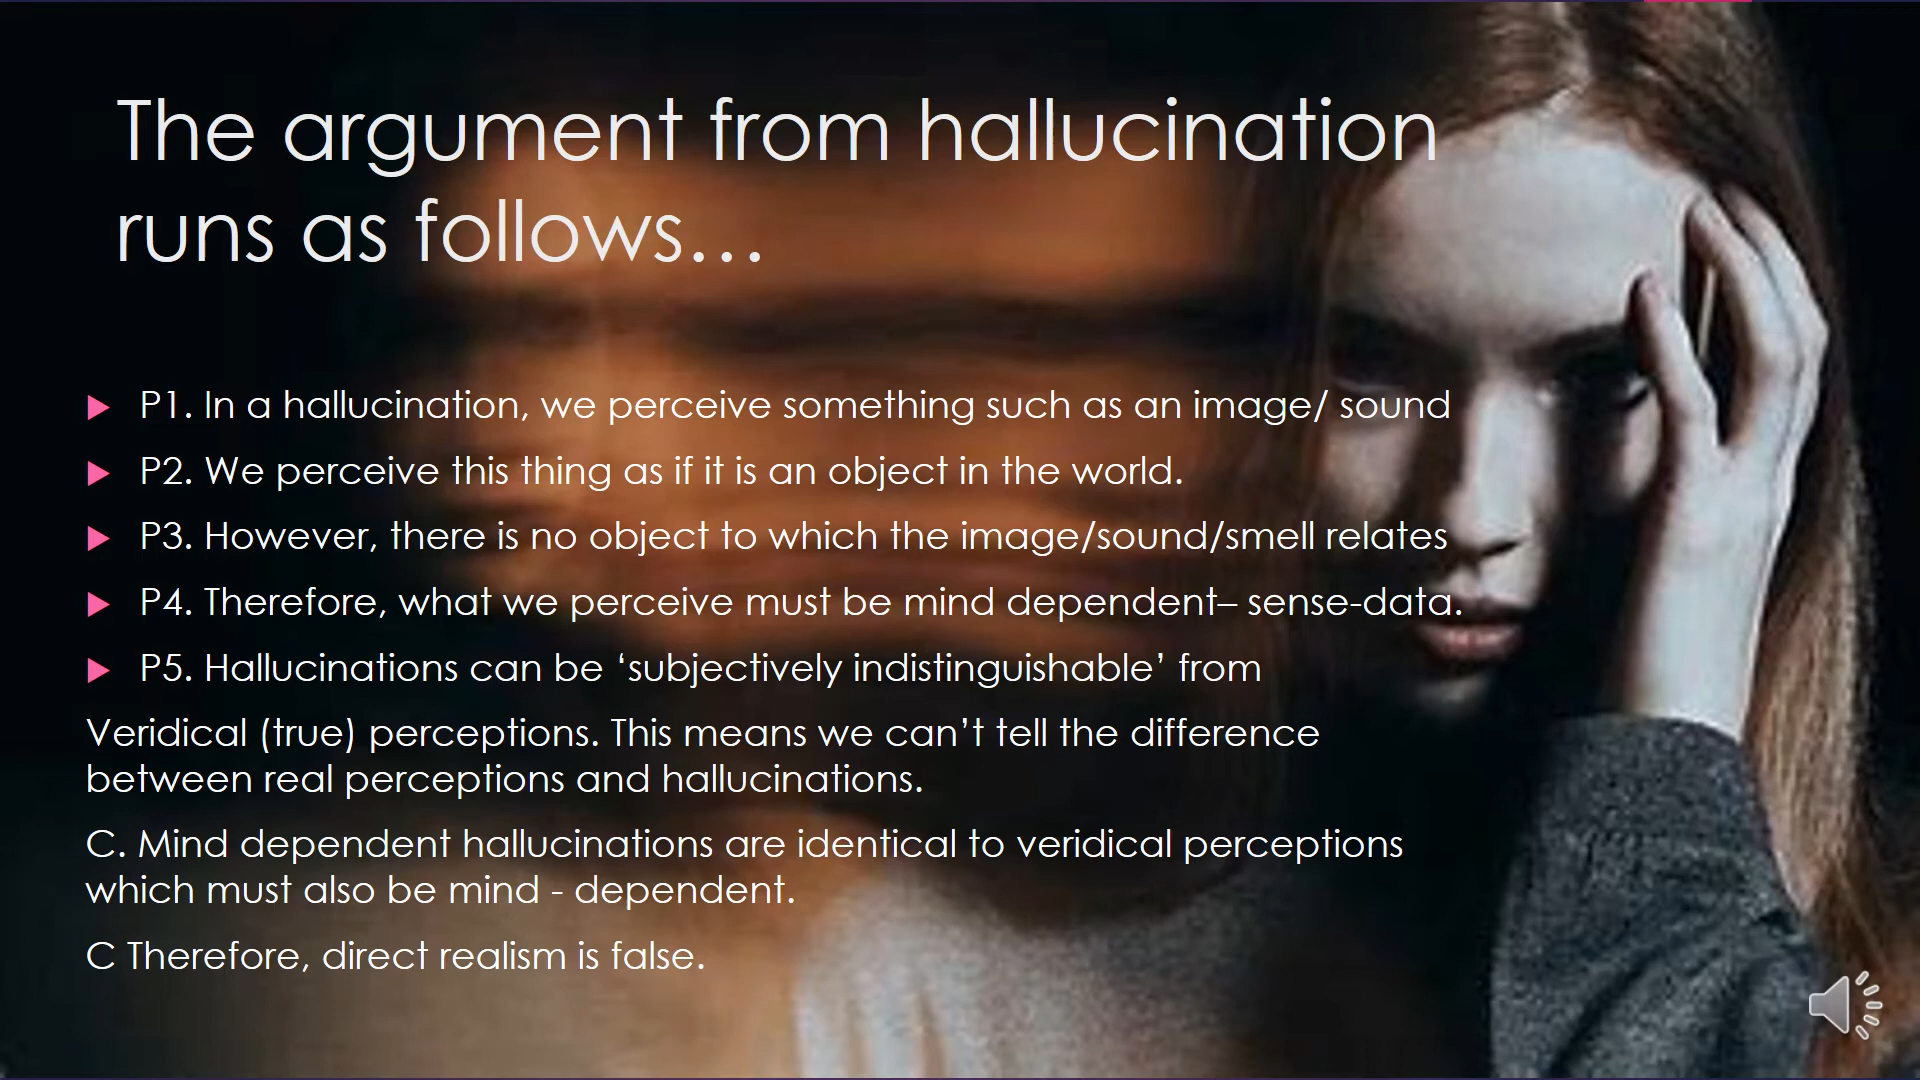 The argument from hallucination
runs as follows...
P1. In a hallucination, we perceive something such as an image/ sound
P2. We perceive this thing as if it is an object in the world.
P3. However, there is no object to which the image/sound/smell relates
P4. Therefore, what we perceive must be mind dependent– sense-data.
P5. Hallucinations can be ‘subjectively indistinguishable’ from
Veridical (true) perceptions. This means we can’t tell the difference
between real perceptions and hallucinations.
C. Mind dependent hallucinations are identical to veridical perceptions
which must also be mind - dependent.
C Therefore, direct realism is false.